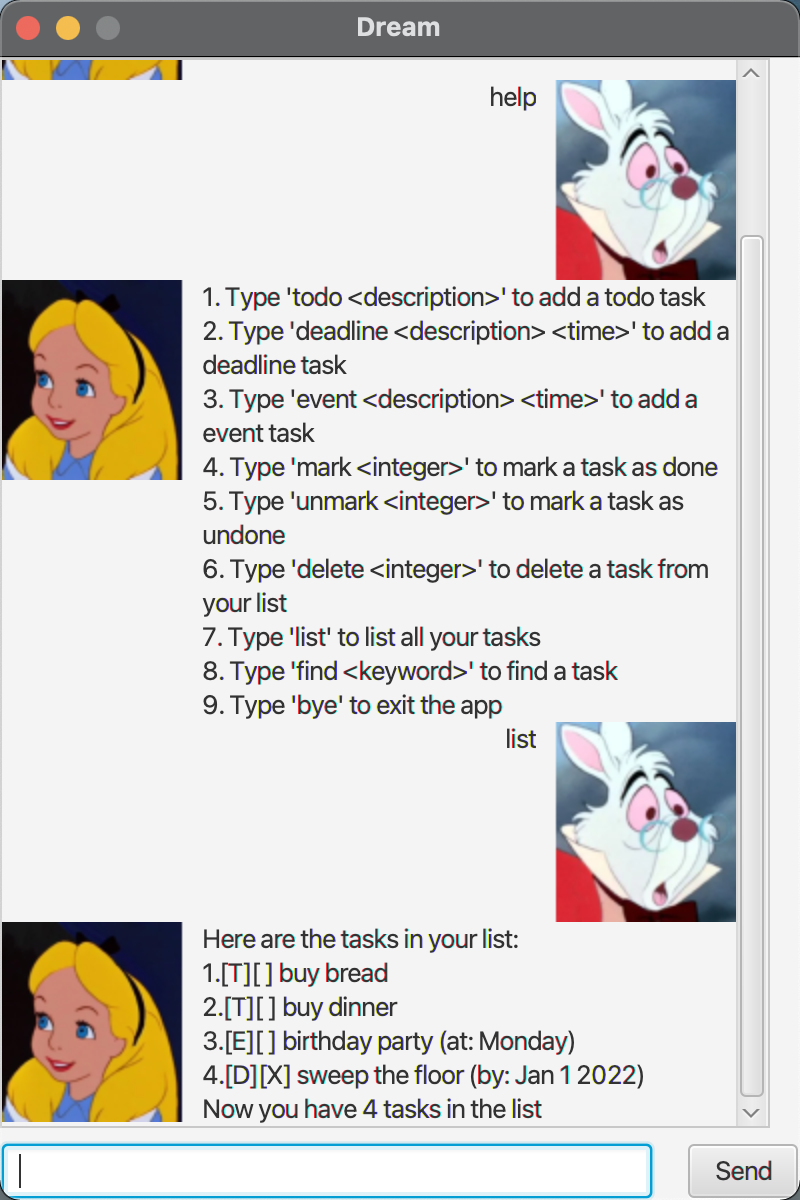 Dream
help
1. Type 'todo <description>' to add a todo task
2. Type 'deadline <description> <time>' to add a
deadline task
3. Type 'event <description> <time>' to add a
event task
4. Type 'mark <integer>' to mark a task as done
5. Type 'unmark <integer>' to mark a task as
undone
6. Type 'delete <integer>' to delete a task from
your list
7. Type 'list' to list all your tasks
8. Type 'find <keyword>' to find a task
9. Type 'bye' to exit the app
list
Here are the tasks in your list:
1.[T][ ] buy bread
2.[T][ ] buy dinner
3.[E][ ] birthday party (at: Monday)
4.[D][X] sweep the floor (by: Jan 1 2022)
Now you have 4 tasks in the list
Send